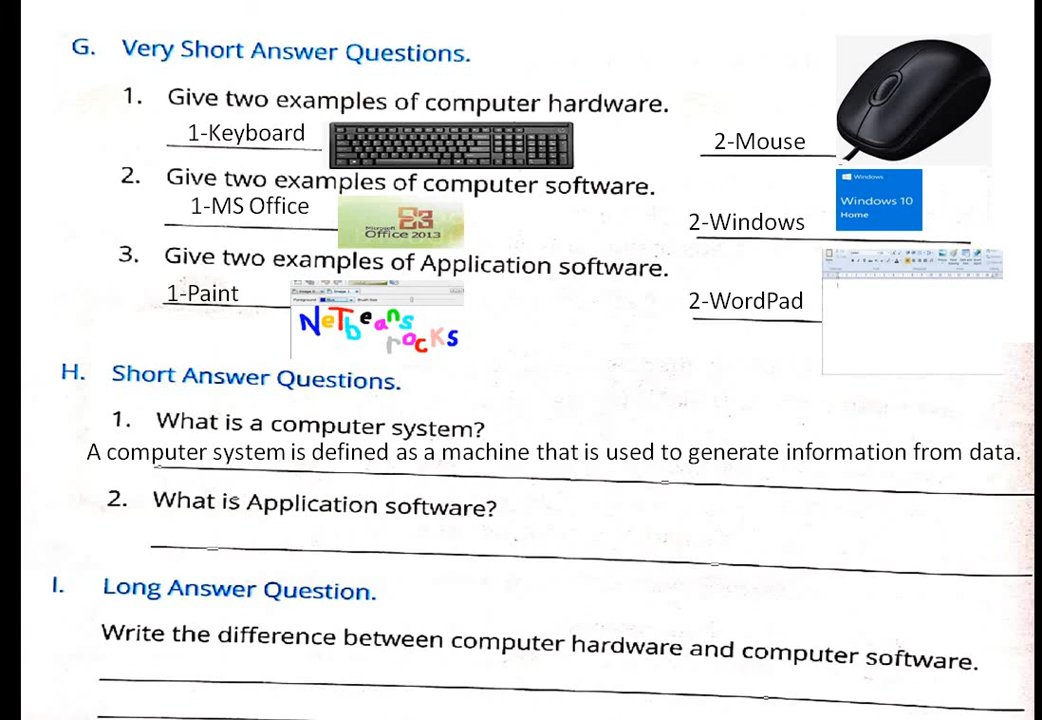 G. Very Short Answer Questions.
1. Give two examples of computer hardware.
1-Keyboard
2-Mouse
2. Give two examples of computer software.
1-MS Office
Microsoft
Office 2013
2-Windows
Windows
Windows 10
Home
3. Give two examples of Application software.
1-Paint
NetBeans
rocks
2-WordPad
H. Short Answer Questions.
1. What is a computer system?
A computer system is defined as a machine that is used to generate information from data.
2. What is Application software?
I. Long Answer Question.
Write the difference between computer hardware and computer software.